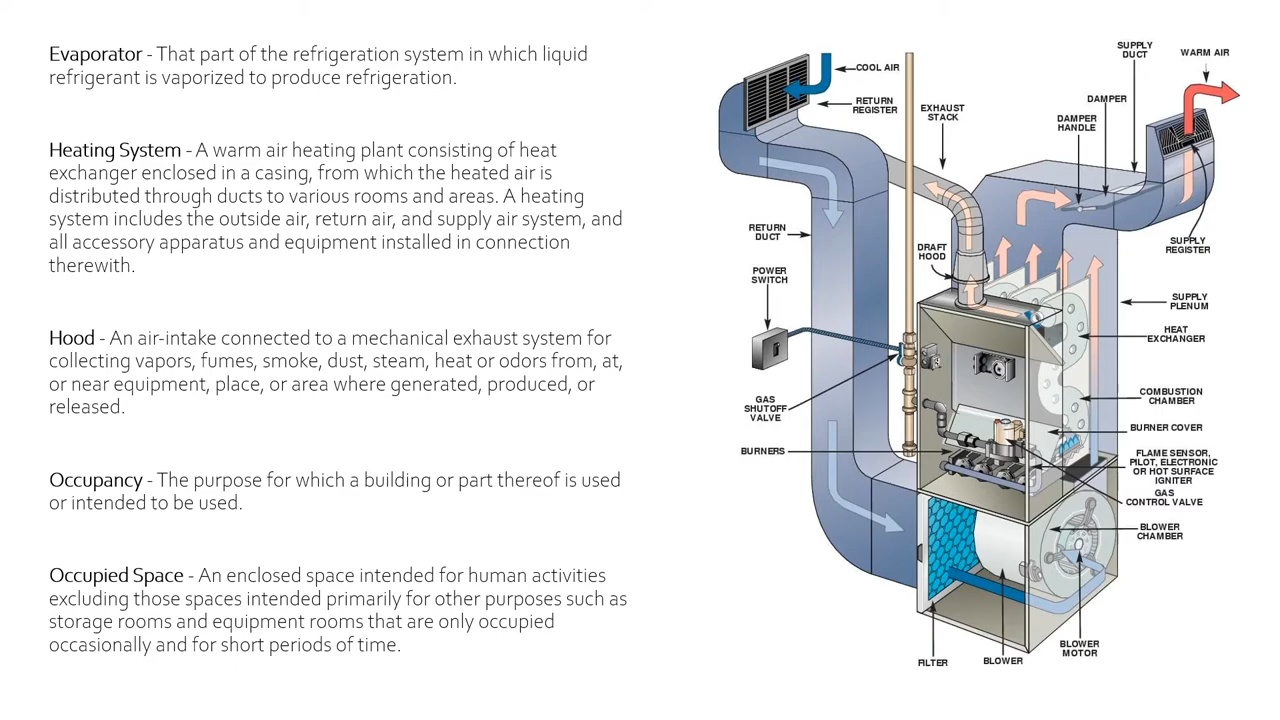 Evaporator - That part of the refrigeration system in which liquid
refrigerant is vaporized to produce refrigeration.
Heating System - A warm air heating plant consisting of heat
exchanger enclosed in a casing, from which the heated air is
distributed through ducts to various rooms and areas. A heating
system includes the outside air, return air, and supply air system, and
all accessory apparatus and equipment installed in connection
therewith.
Hood - An air-intake connected to a mechanical exhaust system for
collecting vapors, fumes, smoke, dust, steam, heat or odors from, at,
or near equipment, place, or area where generated, produced, or
released.
Occupancy - The purpose for which a building or part thereof is used
or intended to be used.
Occupied Space - An enclosed space intended for human activities
excluding those spaces intended primarily for other purposes such as
storage rooms and equipment rooms that are only occupied
occasionally and for short periods of time.
COOL AIR
RETURN
REGISTER
EXHAUST
STACK
SUPPLY
DUCT
WARM AIR
DAMPER
DAMPER
HANDLE
RETURN
DUCT
DRAFT
HOOD
SUPPLY
REGISTER
POWER
SWITCH
SUPPLY
PLENUM
HEAT
EXCHANGER
GAS
SHUTOFF
VALVE
COMBUSTION
CHAMBER
BURNER COVER
BURNERS
FLAME SENSOR,
PILOT, ELECTRONIC
OR HOT SURFACE
IGNITER
GAS
CONTROL VALVE
BLOWER
CHAMBER
FILTER
BLOWER
BLOWER
MOTOR